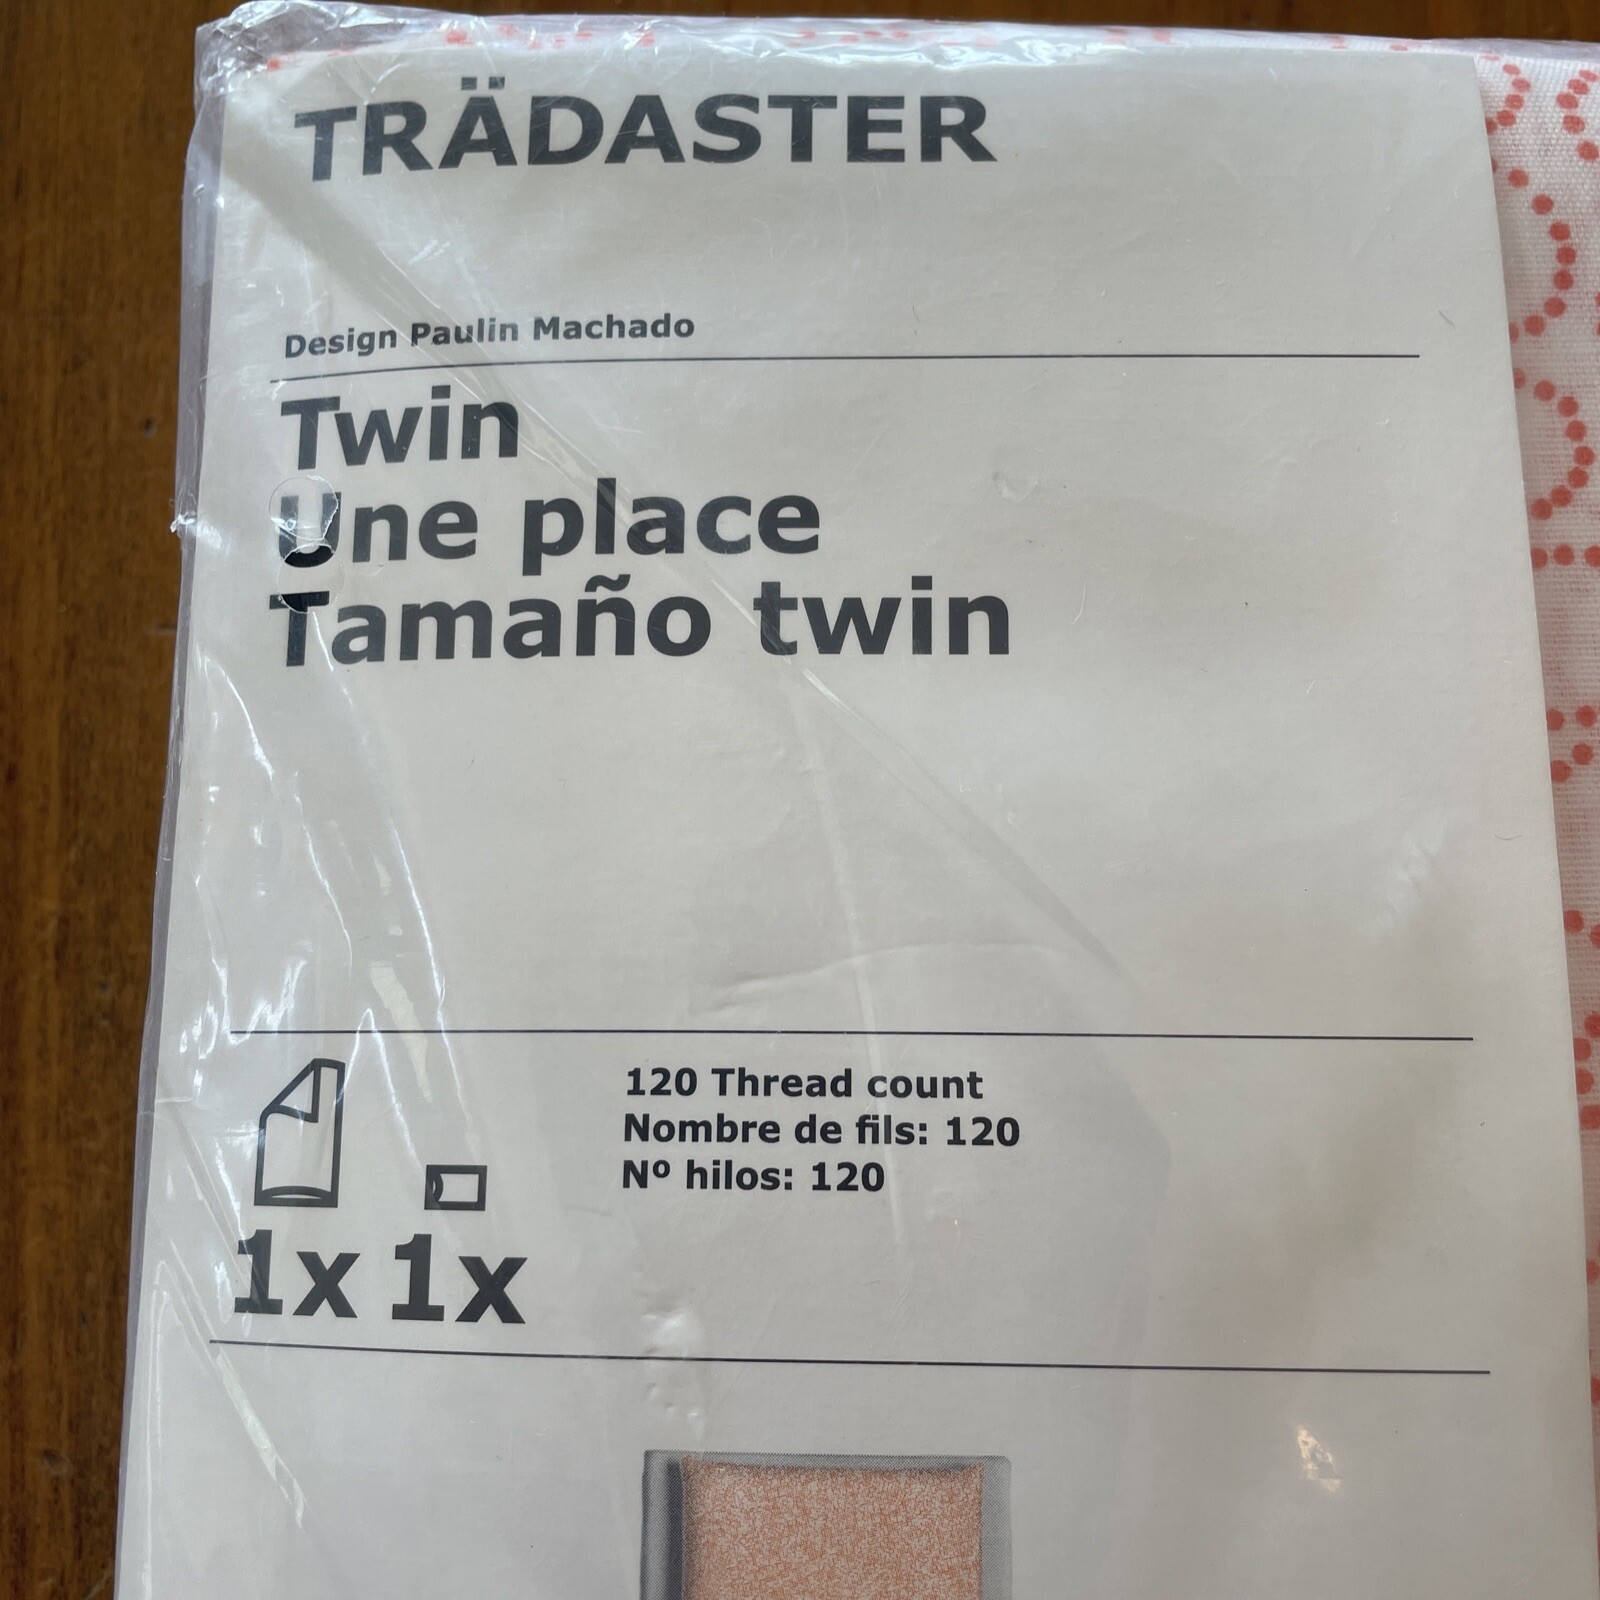 TRÄDASTER
Design Paulin Machado
Twin
Une place
Tamaño twin
120 Thread count
Nombre de fils: 120
Nº hilos: 120
1x 1x